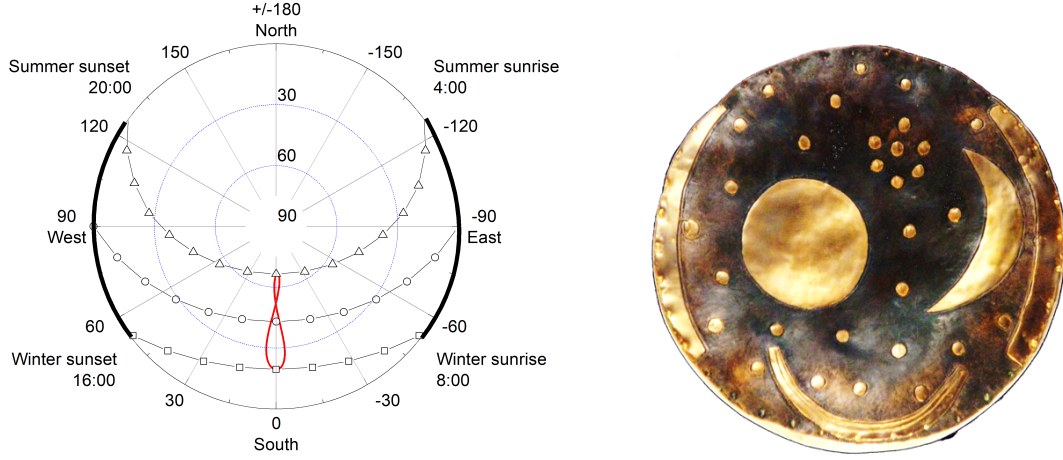 +/-180
North
150
-150
Summer sunset
20:00
Summer sunrise
4:00
30
120
-120
60
90
West
90
-90
East
60
-60
Winter sunset
16:00
Winter sunrise
8:00
30
-30
0
South